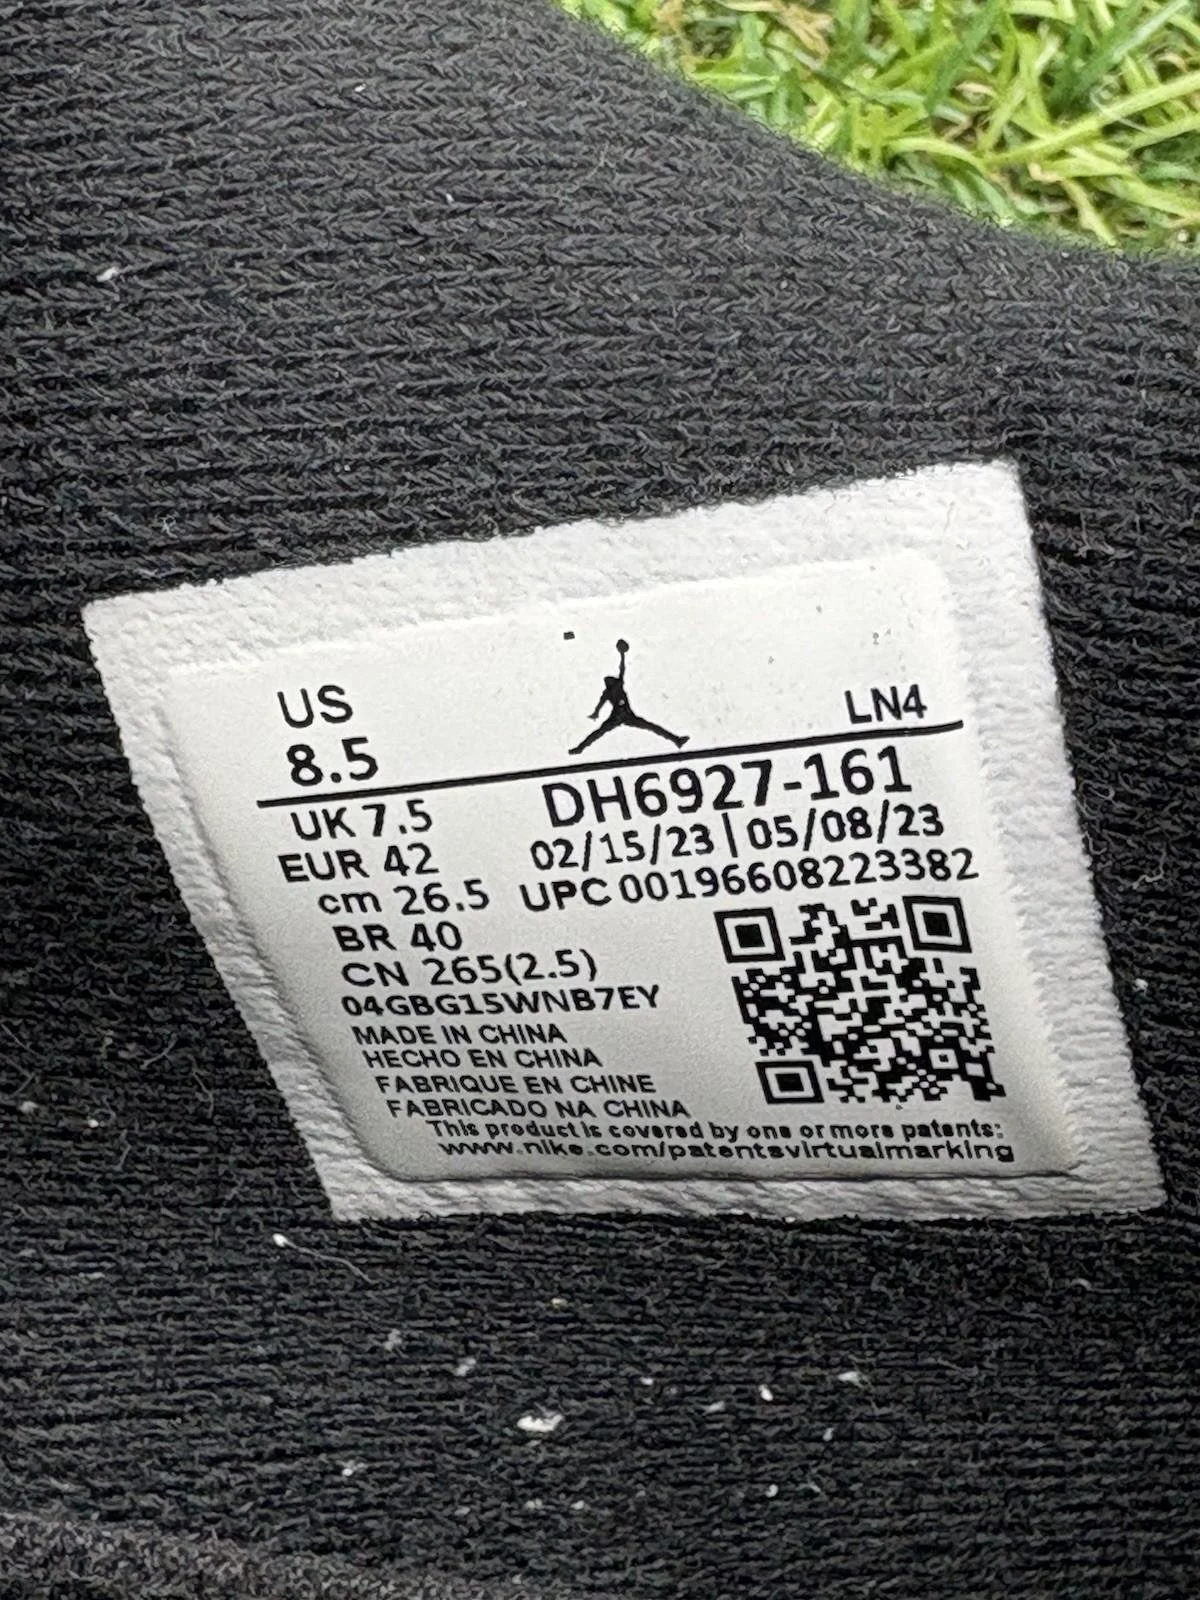 US
8.5
LN4
UK 7.5
EUR 42
cm 26.5
BR 40
CN 265(2.5)
DH6927-161
02/15/23 | 05/08/23
UPC 00196608223382
04GBG15WNB7EY
MADE IN CHINA
HECHO EN CHINA
FABRIQUE EN CHINE
FABRICADO NA CHINA
This product is covered by one or more patents:
www.nike.com/patentsvirtualmarking